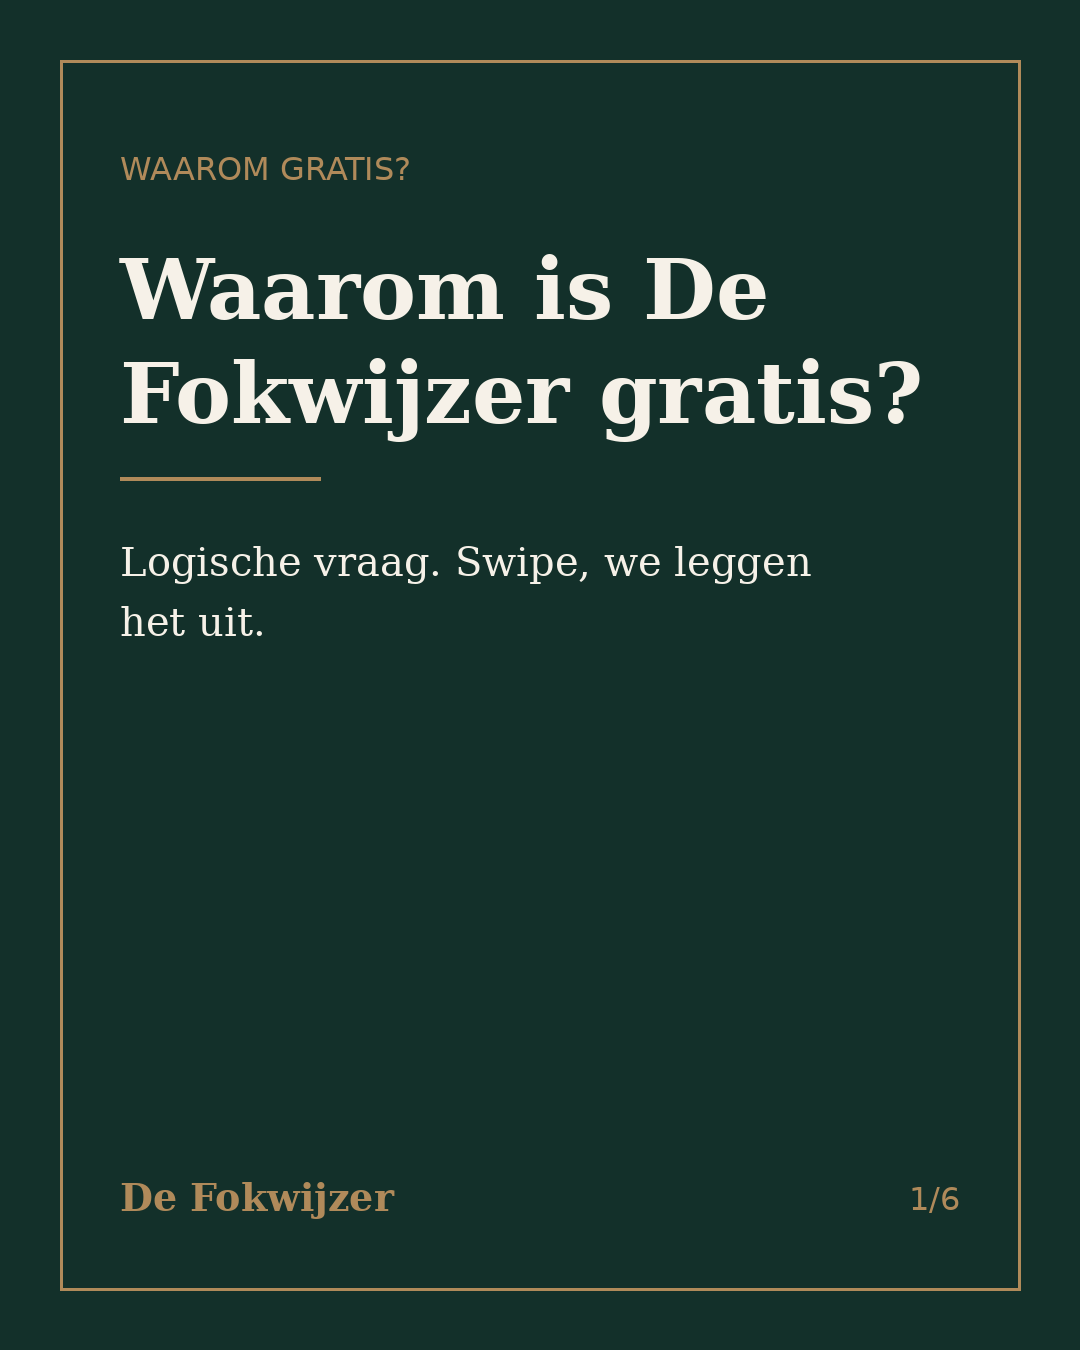 WAAROM GRATIS?
Waarom is De
Fokwijzer gratis?
Logische vraag. Swipe, we leggen
het uit.
De Fokwijzer
1/6